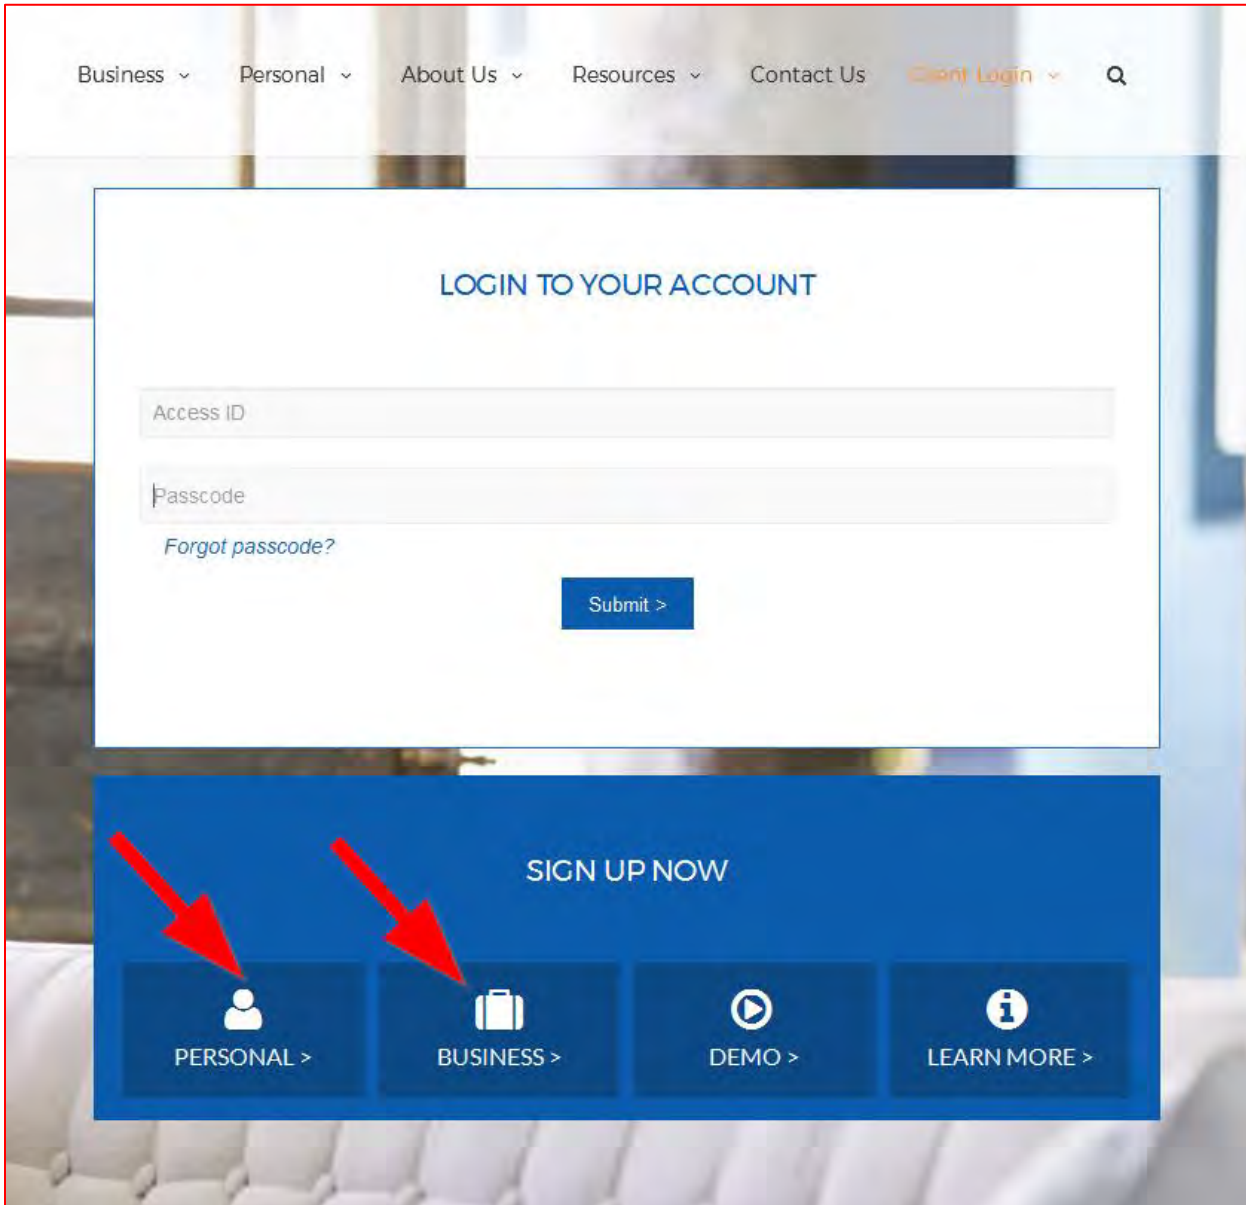 Business Personal About Us Resources Contact Us Client Login
LOGIN TO YOUR ACCOUNT
Access ID
Passcode
Forgot passcode?
Submit >
SIGN UP NOW
PERSONAL > BUSINESS > DEMO > LEARN MORE >